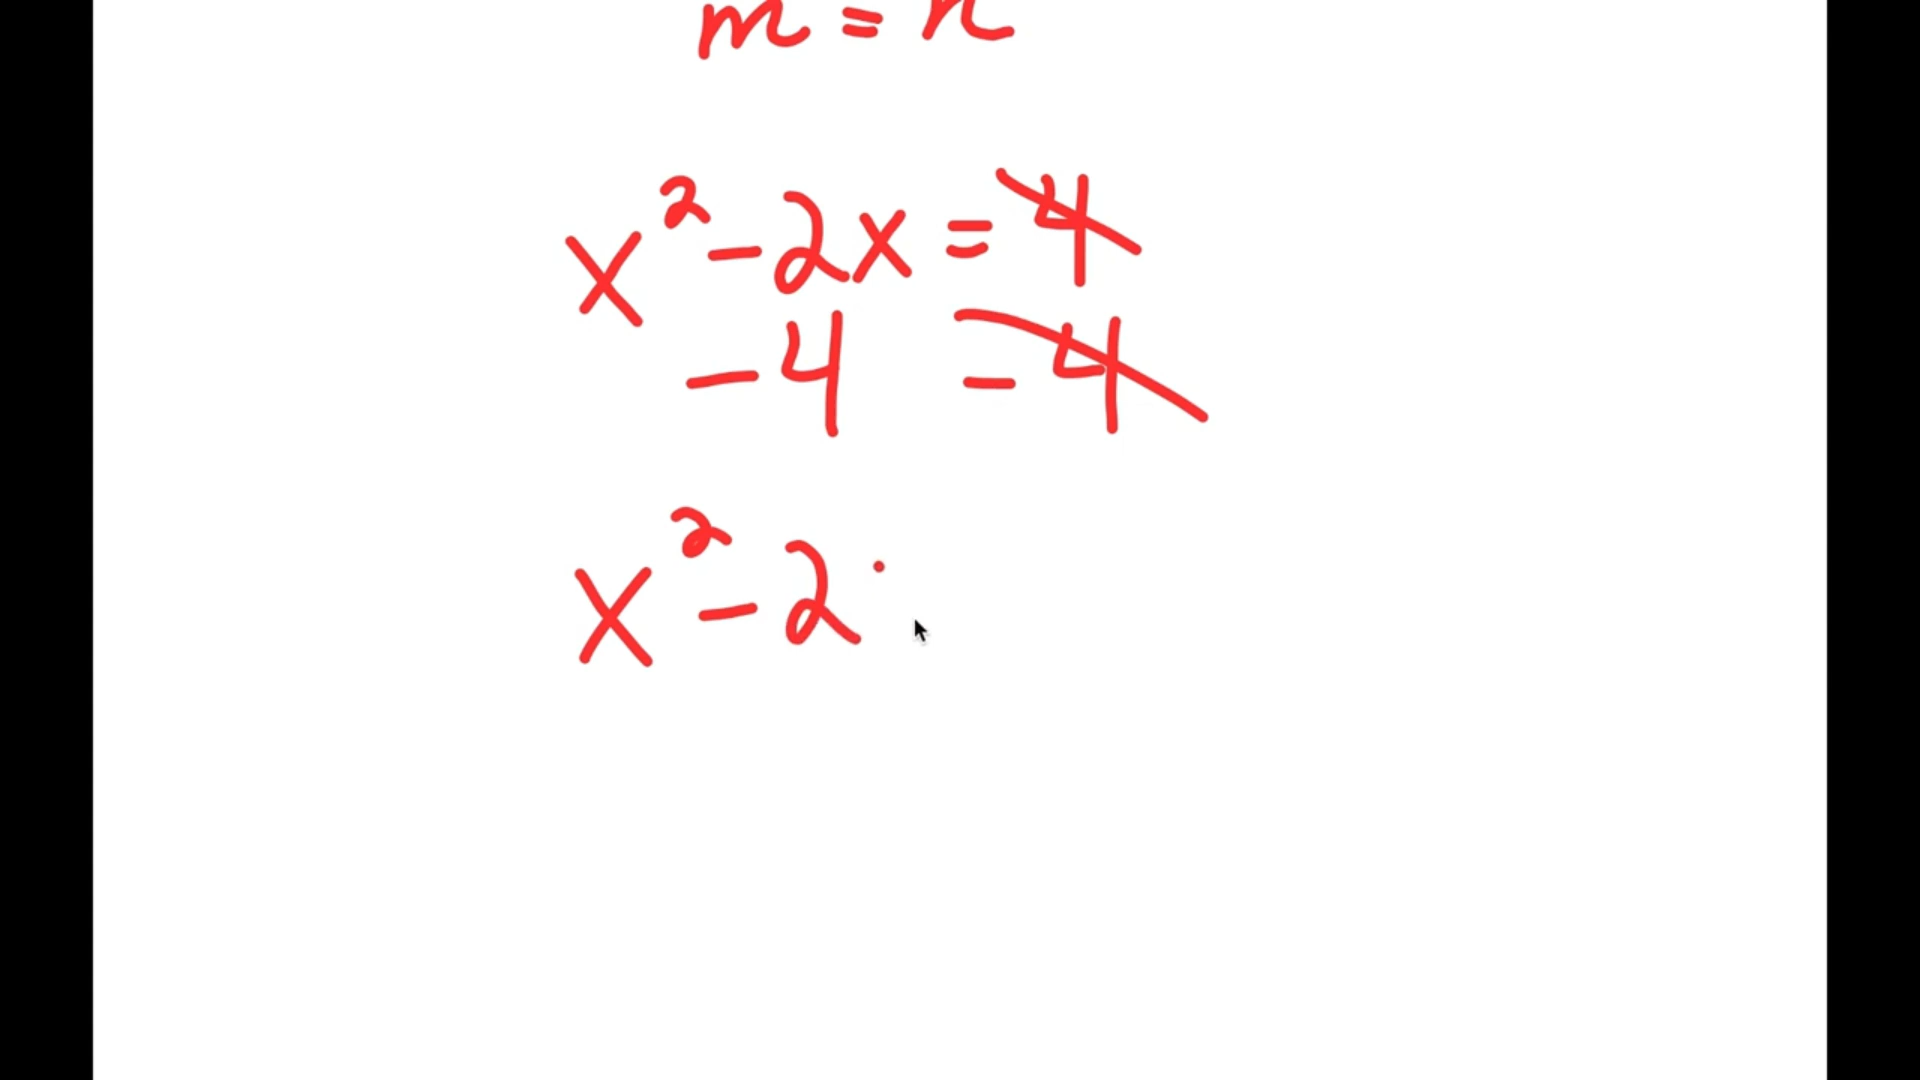 m = n
x² - 2x = 4
- 4 - 4
x² - 2